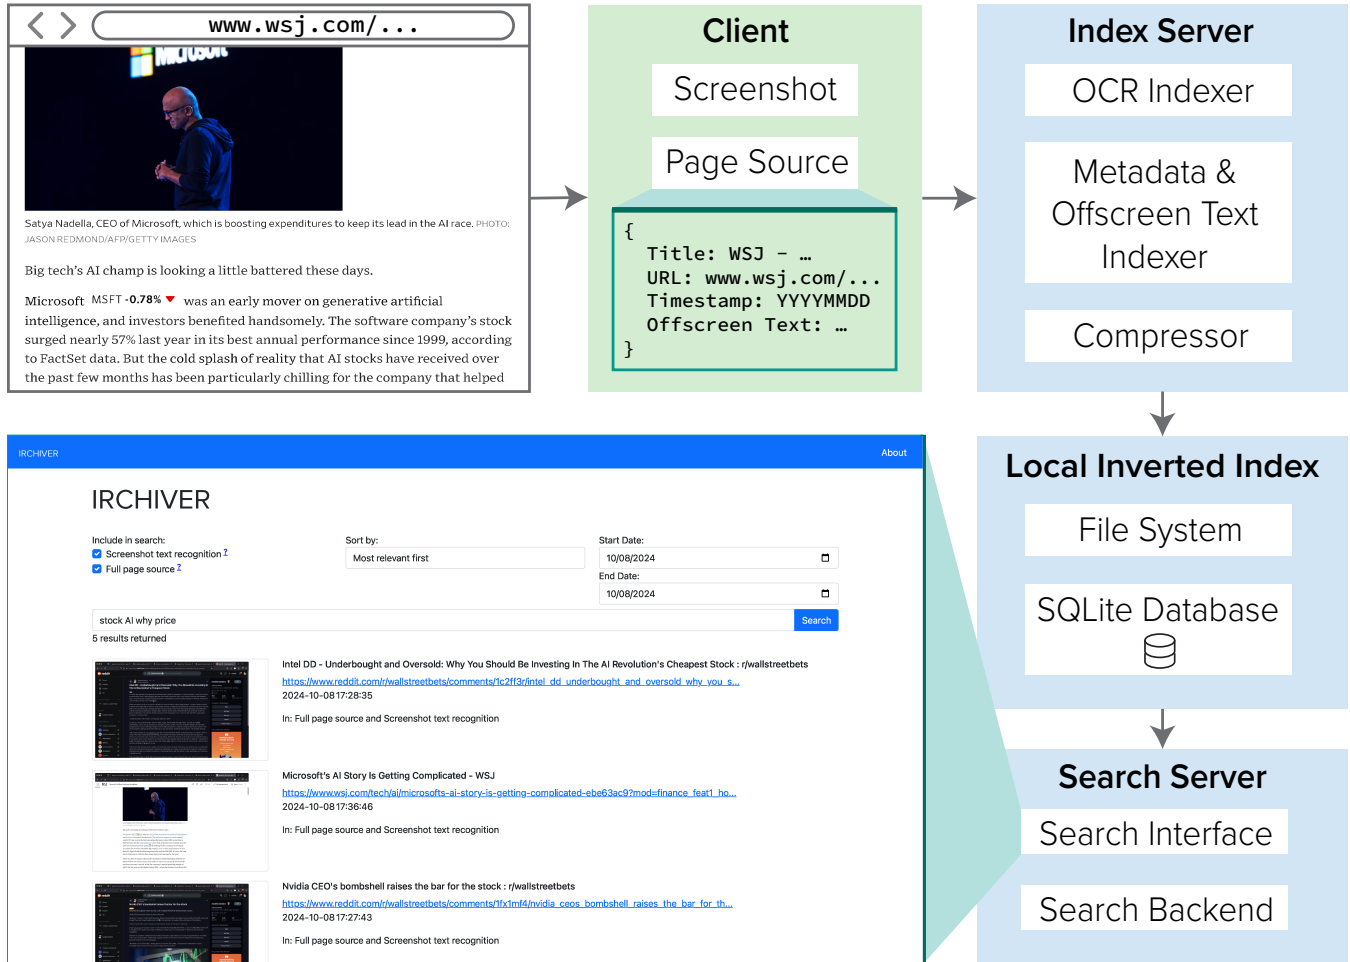 www.wsj.com/...
Microsoft
Satya Nadella, CEO of Microsoft, which is boosting expenditures to keep its lead in the AI race. PHOTO:
JASON REDMOND/AFP/GETTY IMAGES
Big tech's AI champ is looking a little battered these days.
Microsoft MSFT -0.78% ▼ was an early mover on generative artificial
intelligence, and investors benefited handsomely. The software company's stock
surged nearly 57% last year in its best annual performance since 1999, according
to FactSet data. But the cold splash of reality that AI stocks have received over
the past few months has been particularly chilling for the company that helped
Client
Screenshot
Page Source
{
Title: WSJ – …
URL: www.wsj.com/...
Timestamp: YYYYMMDD
Offscreen Text: …
}
Index Server
OCR Indexer
Metadada &
Offscreen Text
Indexer
Compressor
Local Inverted Index
File System
SQLite Database
Search Server
Search Interface
Search Backend
IRCHIVER
About
IRCHIVER
Include in search:
Screenshot text recognition ?
Full page source ?
Sort by:
Most relevant first
Start Date:
10/08/2024
End Date:
10/08/2024
stock AI why price
Search
5 results returned
Intel DD - Underbought and Oversold: Why You Should Be Investing In The AI Revolution's Cheapest Stock : r/wallstreetbets
https://www.reddit.com/r/wallstreetbets/comments/1c2ff3r/intel_dd_underbought_and_oversold_why_you_s...
2024-10-08 17:28:35
In: Full page source and Screenshot text recognition
Microsoft's AI Story Is Getting Complicated - WSJ
https://www.wsj.com/tech/ai/microsofts-ai-story-is-getting-complicated-ebe63ac9?mod=finance_feat1_ho...
2024-10-08 17:36:46
In: Full page source and Screenshot text recognition
Nvidia CEO's bombshell raises the bar for the stock : r/wallstreetbets
https://www.reddit.com/r/wallstreetbets/comments/1fx1mf4/nvidia_ceos_bombshell_raises_the_bar_for_th...
2024-10-08 17:27:43
In: Full page source and Screenshot text recognition